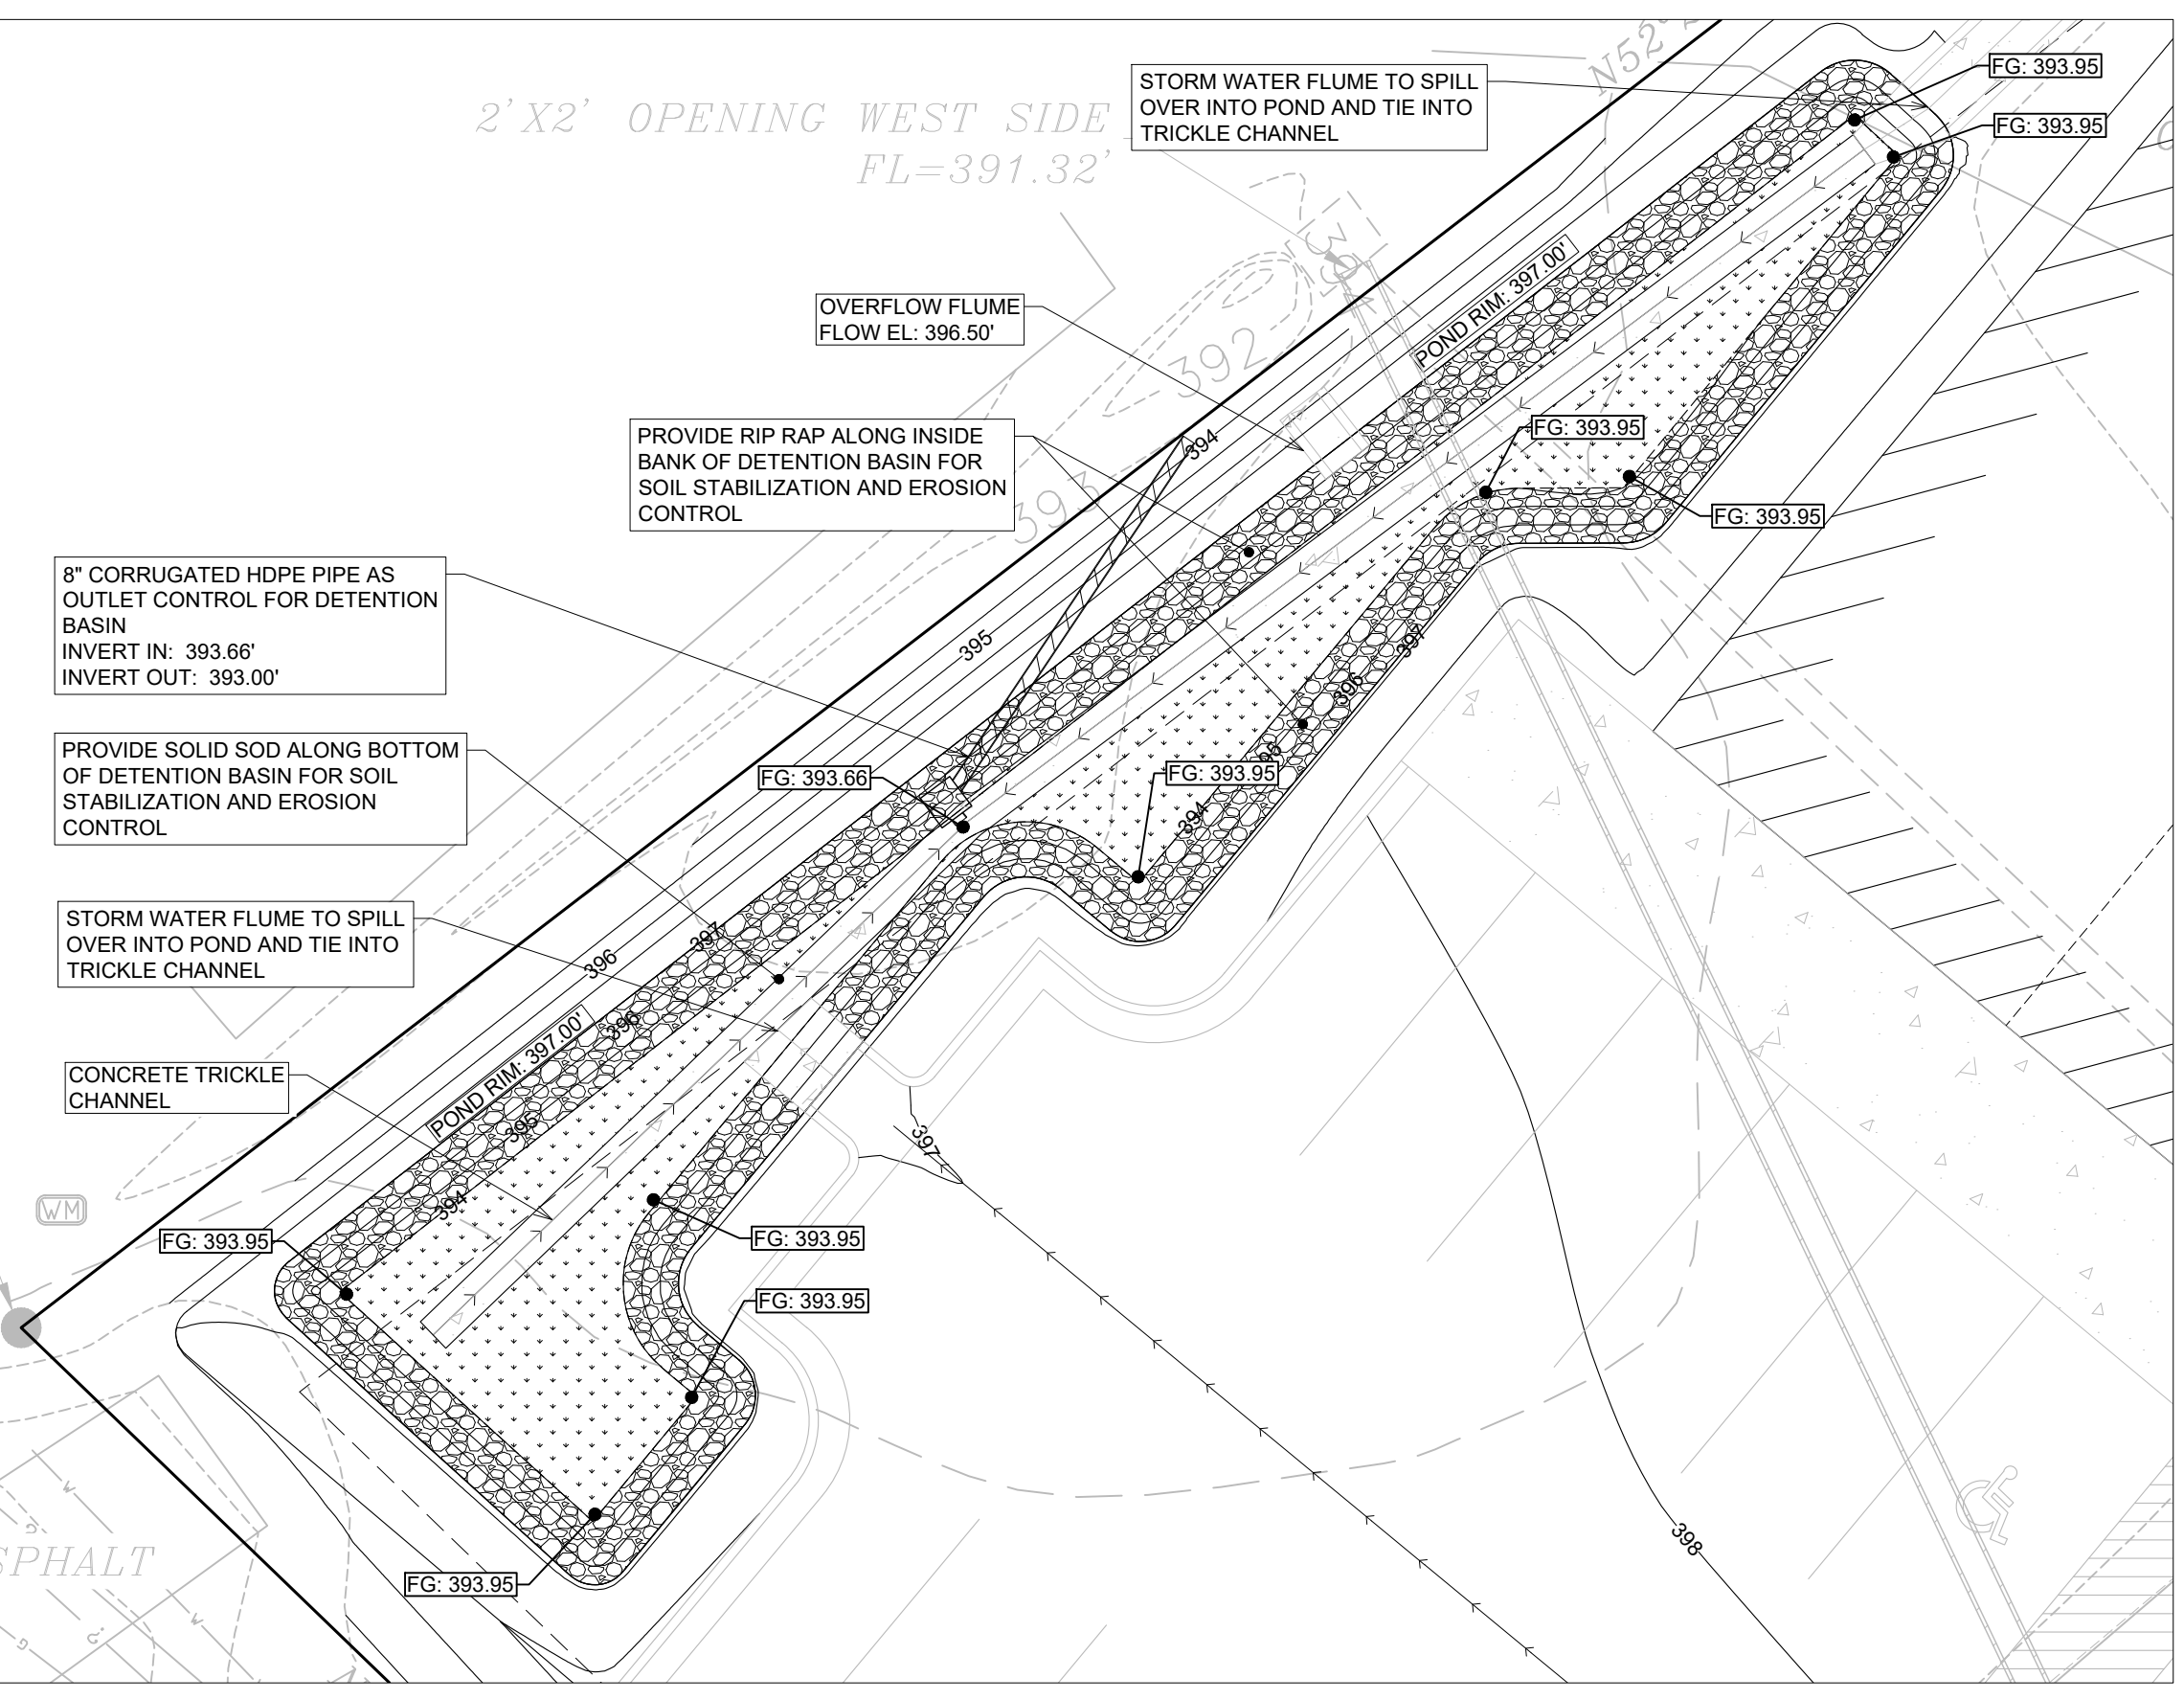 2'X2' OPENING WEST SIDE
FL=391.32'
STORM WATER FLUME TO SPILL
OVER INTO POND AND TIE INTO
TRICKLE CHANNEL
N52°
FG: 393.95
FG: 393.95
OVERFLOW FLUME
FLOW EL: 396.50'
392
POND RIM: 397.00'
PROVIDE RIP RAP ALONG INSIDE
BANK OF DETENTION BASIN FOR
SOIL STABILIZATION AND EROSION
CONTROL
393
394
FG: 393.95
FG: 393.95
8" CORRUGATED HDPE PIPE AS
OUTLET CONTROL FOR DETENTION
BASIN
INVERT IN: 393.66'
INVERT OUT: 393.00'
395
397
396
395
394
PROVIDE SOLID SOD ALONG BOTTOM
OF DETENTION BASIN FOR SOIL
STABILIZATION AND EROSION
CONTROL
FG: 393.66
FG: 393.95
STORM WATER FLUME TO SPILL
OVER INTO POND AND TIE INTO
TRICKLE CHANNEL
397
396
396
POND RIM: 397.00'
395
394
CONCRETE TRICKLE
CHANNEL
397
WM
FG: 393.95
FG: 393.95
FG: 393.95
FG: 393.95
398
SPHALT